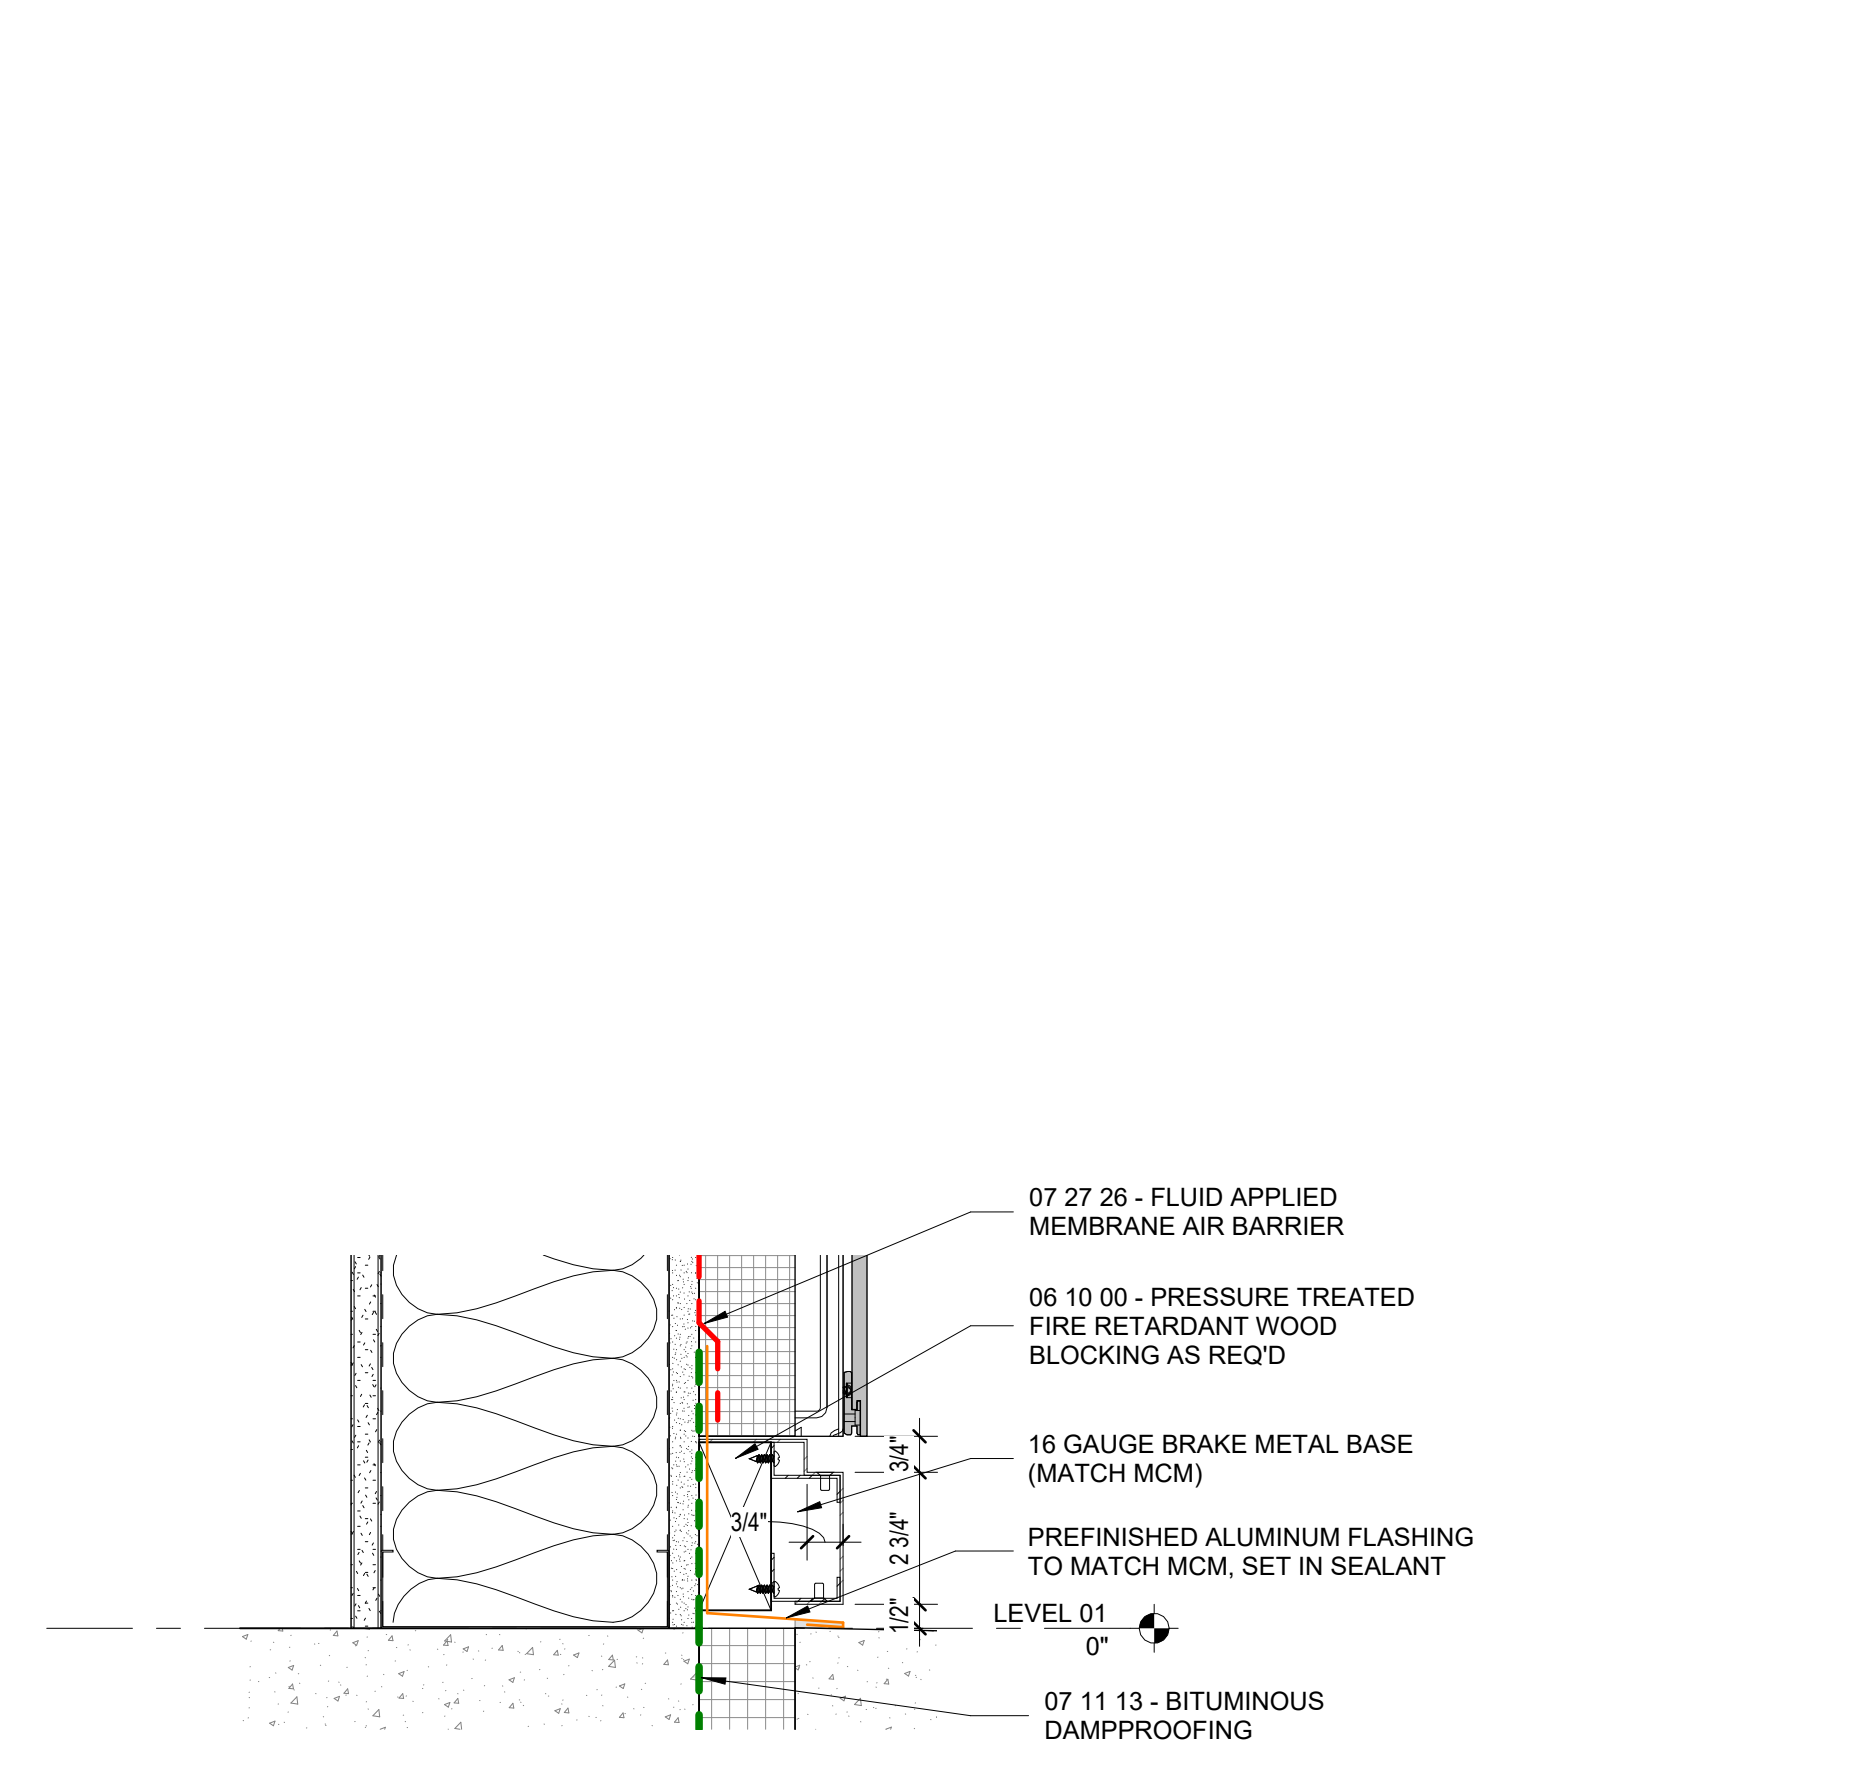 07 27 26 - FLUID APPLIED
MEMBRANE AIR BARRIER
06 10 00 - PRESSURE TREATED
FIRE RETARDANT WOOD
BLOCKING AS REQ'D
3/4"
16 GAUGE BRAKE METAL BASE
(MATCH MCM)
3/4"
2 3/4"
PREFINISHED ALUMINUM FLASHING
TO MATCH MCM, SET IN SEALANT
1/2"
LEVEL 01
0"
07 11 13 - BITUMINOUS
DAMPPROOFING